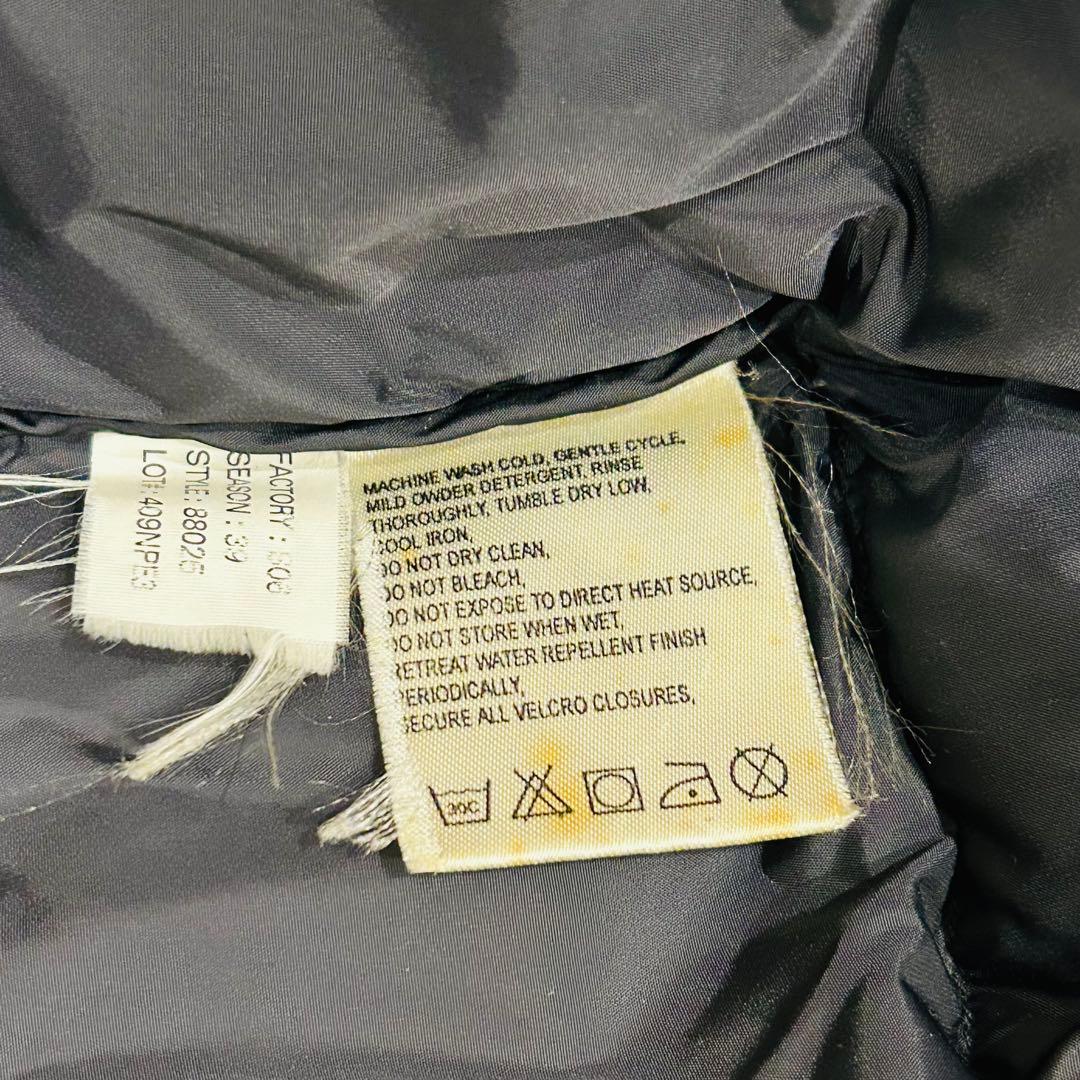 FACTORY : 508
SEASON : 39
STYLE: 88025
LOT: 409NPE3
MACHINE WASH COLD, GENTLE CYCLE,
MILD OWDER DETERGENT, RINSE
THOROUGHLY, TUMBLE DRY LOW,
COOL IRON,
DO NOT DRY CLEAN,
DO NOT BLEACH,
DO NOT EXPOSE TO DIRECT HEAT SOURCE,
DO NOT STORE WHEN WET,
RETREAT WATER REPELLENT FINISH
PERIODICALLY,
SECURE ALL VELCRO CLOSURES,
30C